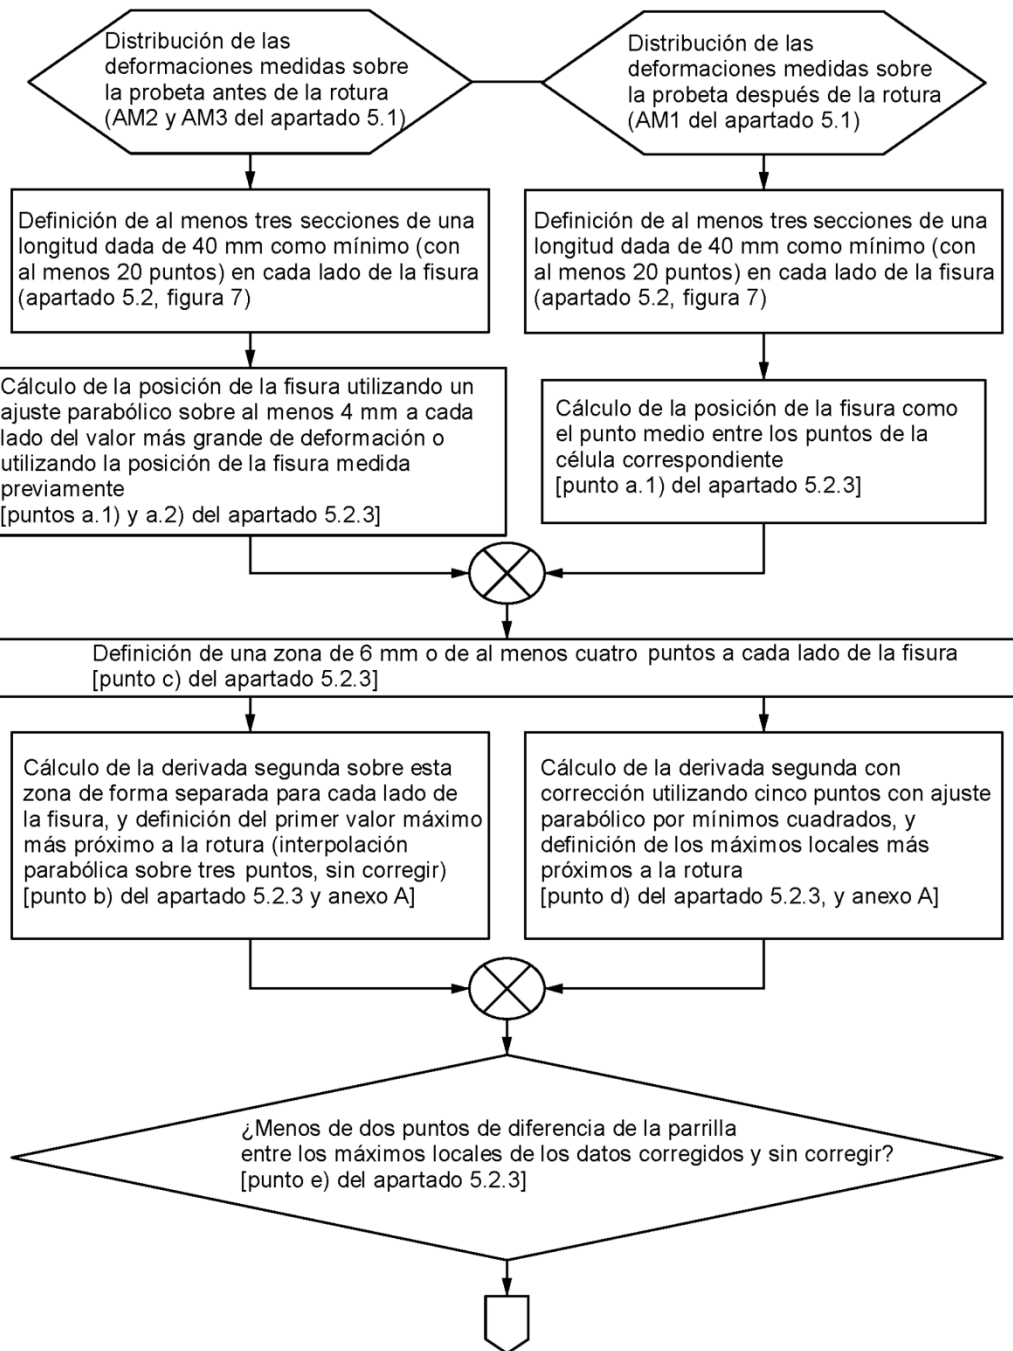 Distribución de las
deformaciones medidas sobre
la probeta antes de la rotura
(AM2 y AM3 del apartado 5.1)
Distribución de las
deformaciones medidas sobre
la probeta después de la rotura
(AM1 del apartado 5.1)
Definición de al menos tres secciones de una
longitud dada de 40 mm como mínimo (con
al menos 20 puntos) en cada lado de la fisura
(apartado 5.2, figura 7)
Definición de al menos tres secciones de una
longitud dada de 40 mm como mínimo (con
al menos 20 puntos) en cada lado de la fisura
(apartado 5.2, figura 7)
Cálculo de la posición de la fisura utilizando un
ajuste parabólico sobre al menos 4 mm a cada
lado del valor más grande de deformación o
utilizando la posición de la fisura medida
previamente
[puntos a.1) y a.2) del apartado 5.2.3]
Cálculo de la posición de la fisura como
el punto medio entre los puntos de la
célula correspondiente
[punto a.1) del apartado 5.2.3]
Definición de una zona de 6 mm o de al menos cuatro puntos a cada lado de la fisura
[punto c) del apartado 5.2.3]
Cálculo de la derivada segunda sobre esta
zona de forma separada para cada lado de
la fisura, y definición del primer valor máximo
más próximo a la rotura (interpolación
parabólica sobre tres puntos, sin corregir)
[punto b) del apartado 5.2.3 y anexo A]
Cálculo de la derivada segunda con
corrección utilizando cinco puntos con ajuste
parabólico por mínimos cuadrados, y
definición de los máximos locales más
próximos a la rotura
[punto d) del apartado 5.2.3, y anexo A]
¿Menos de dos puntos de diferencia de la parrilla
entre los máximos locales de los datos corregidos y sin corregir?
[punto e) del apartado 5.2.3]